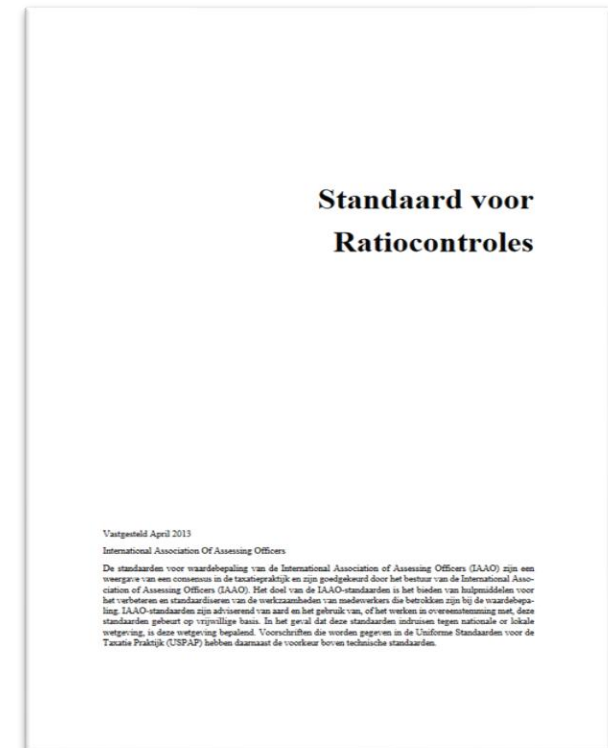 Standaard voor
Ratiocontroles
Vastgesteld April 2013
International Association Of Assessing Officers
De standaarden voor waardebepaling van de International Association of Assessing Officers (IAAO) zijn een
weergave van een consensus in de taxatiepraktijk en zijn goedgekeurd door het bestuur van de International Asso-
ciation of Assessing Officers (IAAO). Het doel van de IAAO-standaarden is het bieden van hulpmiddelen voor
het verbeteren en standaardiseren van de werkzaamheden van medewerkers die betrokken zijn bij de waardebepa-
ling. IAAO-standaarden zijn adviserend van aard en het gebruik van, of het werken in overeenstemming met, deze
standaarden gebeurt op vrijwillige basis. In het geval dat deze standaarden indruisen tegen nationale or lokale
wetgeving, is deze wetgeving bepalend. Voorschriften die worden gegeven in de Uniforme Standaarden voor de
Taxatie Praktijk (USPAP) hebben daarnaast de voorkeur boven technische standaarden.